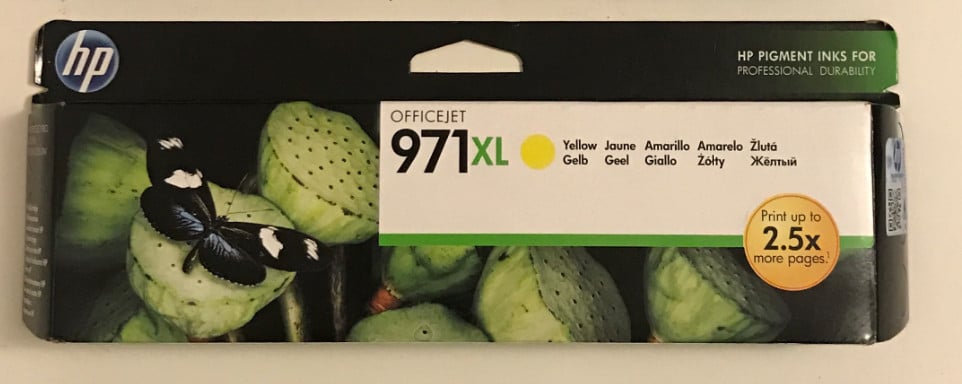 hp
HP PIGMENT INKS FOR
PROFESSIONAL DURABILITY
OFFICEJET
971XL
Yellow Jaune Amarillo Amarelo Žlutá
Gelb Geel Giallo Żółty Жёлтый
Print up to
2.5x
more pages.¹